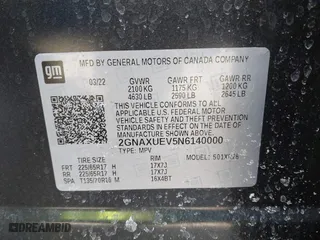 gm
MFD BY GENERAL MOTORS OF CANADA COMPANY
03/22 GVWR GAWR FRT GAWR RR
2100 KG 1175 KG 1200 KG
4630 LB 2590 LB 2645 LB
THIS VEHICLE CONFORMS TO ALL APPLICABLE
U.S. FEDERAL MOTOR VEHICLE SAFETY
AND THEFT PREVENTION STANDARDS IN EFFECT ON
THE DATE OF MANUFACTURE SHOWN ABOVE.
2GNAXUEV5N6140000
TYPE: MPV
TIRE SIZE RIM MODEL:
FRT 225/65R17 H 17X7J
RR 225/65R17 H 17X7J
SPA T135/70R16 M 16X4BT
DREAMBID